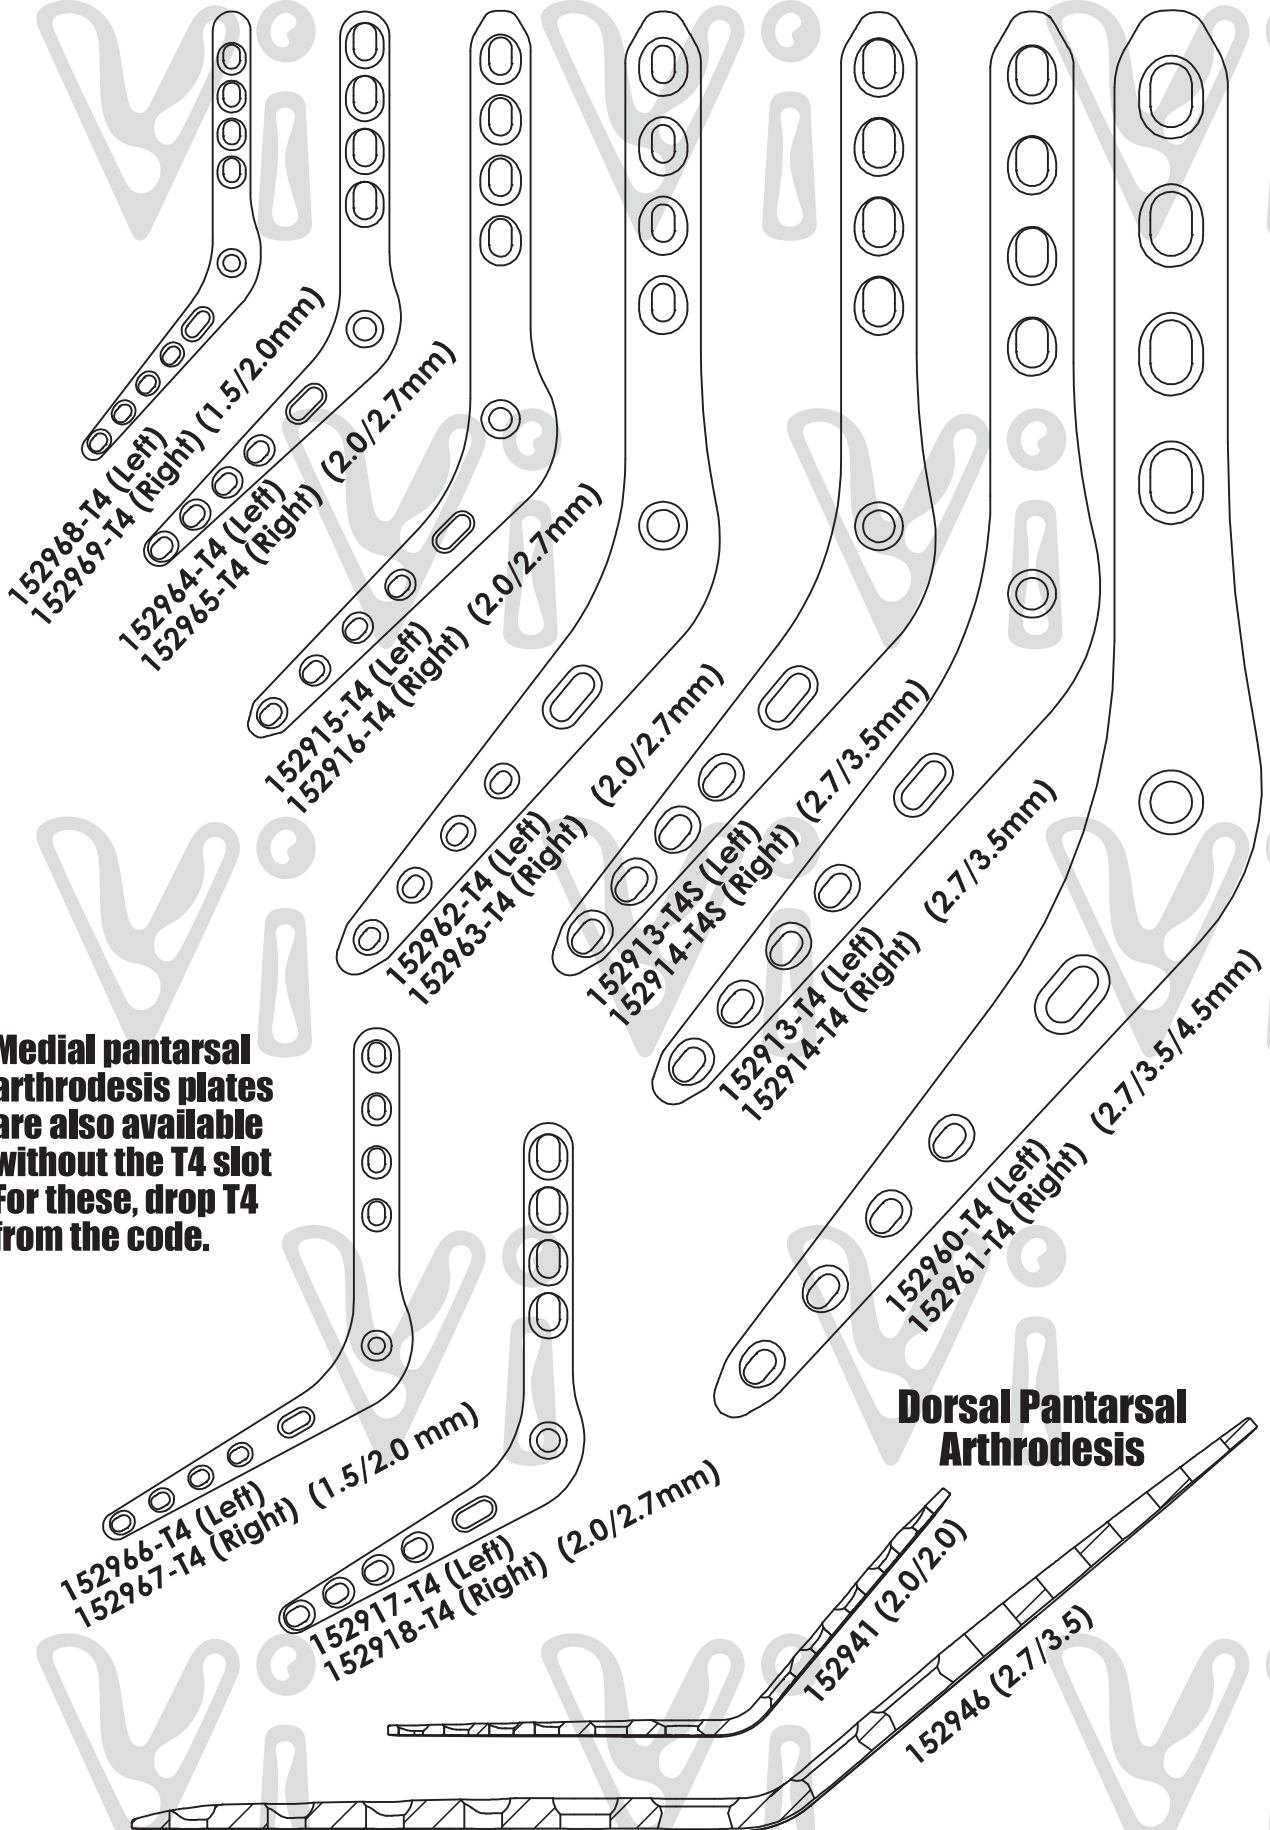 152968-T4 (Left)
152969-T4 (Right) (1.5/2.0mm)
152964-T4 (Left)
152965-T4 (Right) (2.0/2.7mm)
152915-T4 (Left)
152916-T4 (Right) (2.0/2.7mm)
152962-T4 (Left)
152963-T4 (Right) (2.0/2.7mm)
152913-T4S (Left)
152914-T4S (Right) (2.7/3.5mm)
152913-T4 (Left)
152914-T4 (Right) (2.7/3.5mm)
152960-T4 (Left)
152961-T4 (Right) (2.7/3.5/4.5mm)
Medial pantarsal
arthrodesis plates
are also available
without the T4 slot
For these, drop T4
from the code.
152966-T4 (Left)
152967-T4 (Right) (1.5/2.0 mm)
152917-T4 (Left)
152918-T4 (Right) (2.0/2.7mm)
Dorsal Pantarsal
Arthrodesis
152941 (2.0/2.0)
152946 (2.7/3.5)
Vi